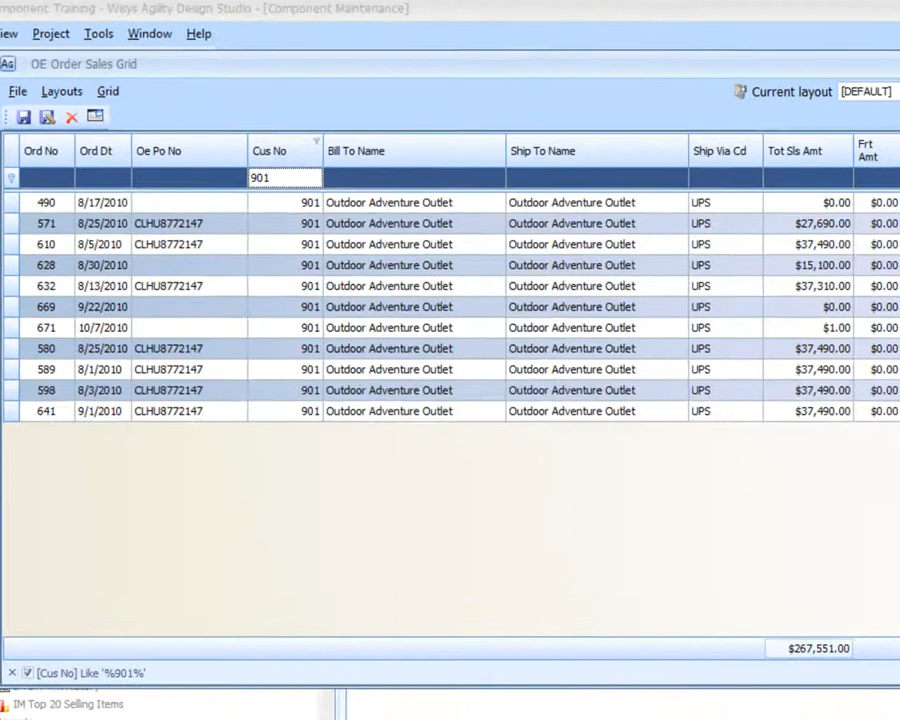 mponent Training - Wisys Agility Design Studio - [Component Maintenance]
iew Project Tools Window Help
Ag OE Order Sales Grid
File Layouts Grid Current layout [DEFAULT]
Ord No Ord Dt Oe Po No Cus No Bill To Name Ship To Name Ship Via Cd Tot Sls Amt Frt Amt
901
490 8/17/2010 901 Outdoor Adventure Outlet Outdoor Adventure Outlet UPS $0.00 $0.00
571 8/25/2010 CLHU8772147 901 Outdoor Adventure Outlet Outdoor Adventure Outlet UPS $27,690.00 $0.00
610 8/5/2010 CLHU8772147 901 Outdoor Adventure Outlet Outdoor Adventure Outlet UPS $37,490.00 $0.00
628 8/30/2010 901 Outdoor Adventure Outlet Outdoor Adventure Outlet UPS $15,100.00 $0.00
632 8/13/2010 CLHU8772147 901 Outdoor Adventure Outlet Outdoor Adventure Outlet UPS $37,310.00 $0.00
669 9/22/2010 901 Outdoor Adventure Outlet Outdoor Adventure Outlet UPS $0.00 $0.00
671 10/7/2010 901 Outdoor Adventure Outlet Outdoor Adventure Outlet UPS $1.00 $0.00
580 8/25/2010 CLHU8772147 901 Outdoor Adventure Outlet Outdoor Adventure Outlet UPS $37,490.00 $0.00
589 8/1/2010 CLHU8772147 901 Outdoor Adventure Outlet Outdoor Adventure Outlet UPS $37,490.00 $0.00
598 8/3/2010 CLHU8772147 901 Outdoor Adventure Outlet Outdoor Adventure Outlet UPS $37,490.00 $0.00
641 9/1/2010 CLHU8772147 901 Outdoor Adventure Outlet Outdoor Adventure Outlet UPS $37,490.00 $0.00
$267,551.00
[Cus No] Like '%901%'
IM Top 20 Selling Items